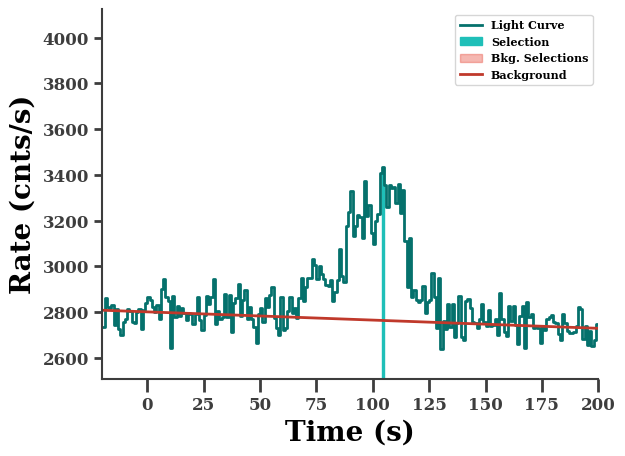 Light Curve
Selection
Bkg. Selections
Background
Rate (cnts/s)
4000
3800
3600
3400
3200
3000
2800
2600
0 25 50 75 100 125 150 175 200
Time (s)